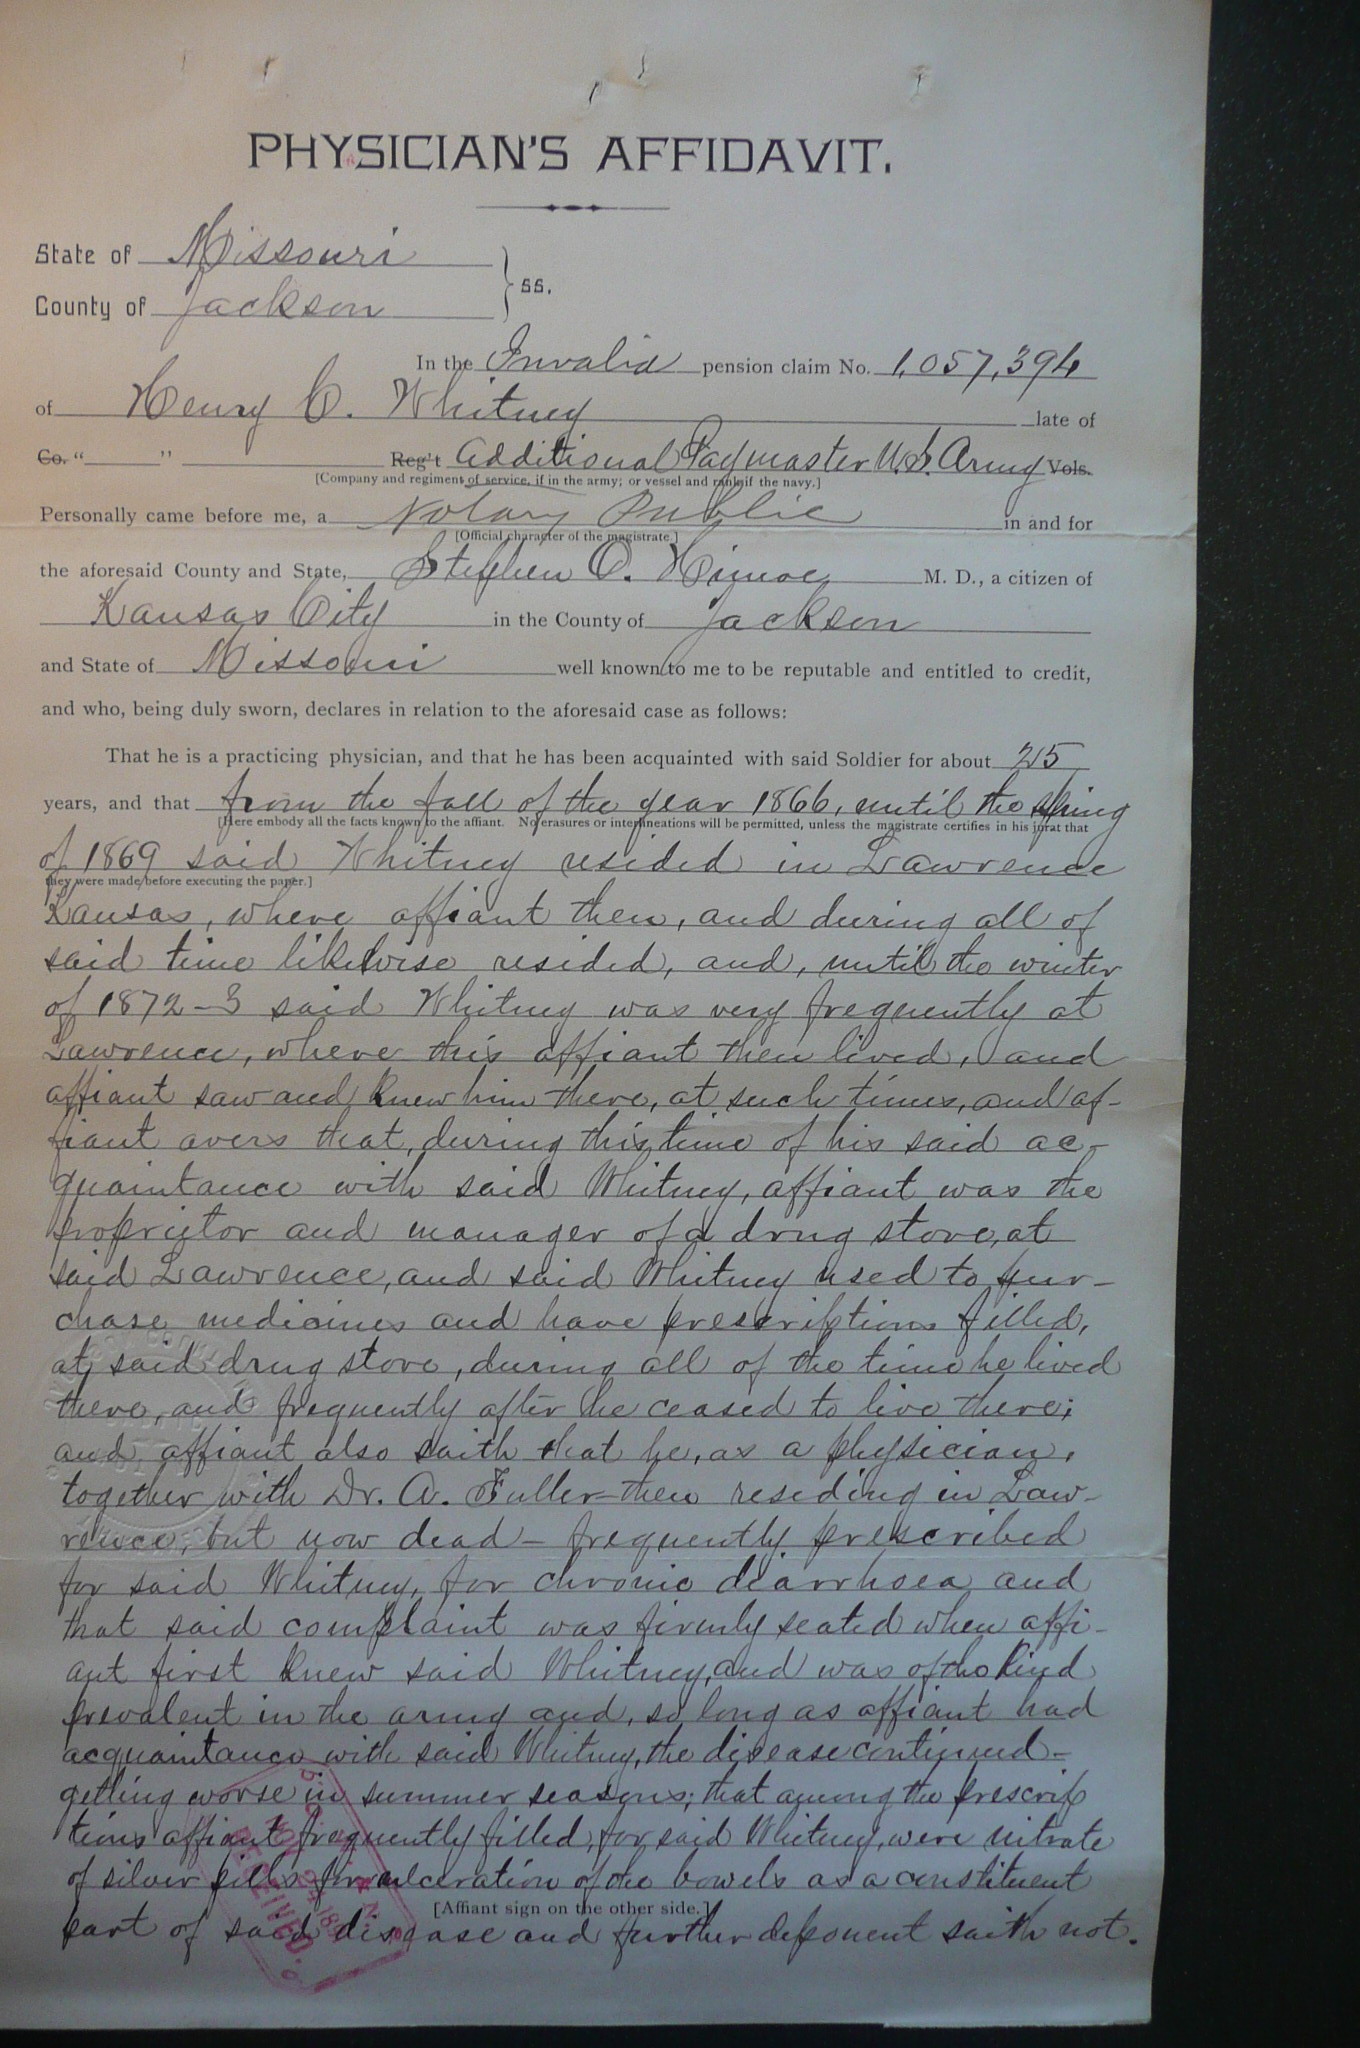 PHYSICIAN'S AFFIDAVIT.
State of Missouri
County of Jackson } ss.
In the Invalid pension claim No. 1,057,394
of Henry C. Whitney late of
Co. " " Reg't Additional Paymaster U.S. Army Vols.
[Company and regiment of service, if in the army; or vessel and rank, if the navy.]
Personally came before me, a Notary Public in and for
[Official character of the magistrate.]
the aforesaid County and State, Stephen O. Himoe M. D., a citizen of
Kansas City in the County of Jackson
and State of Missouri well known to me to be reputable and entitled to credit,
and who, being duly sworn, declares in relation to the aforesaid case as follows:
That he is a practicing physician, and that he has been acquainted with said Soldier for about 25
years, and that from the fall of the year 1866, until the spring
[Here embody all the facts known to the affiant. No erasures or interlineations will be permitted, unless the magistrate certifies in his jurat that
of 1869 said Whitney resided in Lawrence
they were made before executing the paper.]
Kansas, where affiant then, and during all of
said time likewise resided, and, until the winter
of 1872-3 said Whitney was very frequently at
Lawrence, where this affiant then lived, and
affiant saw and knew him there, at such times, and af-
fiant avers that, during this time of his said ac-
quaintance with said Whitney, affiant was the
proprietor and manager of a drug store, at
said Lawrence, and said Whitney used to pur-
chase medicines and have prescriptions filled,
at said drug store, during all of the time he lived
there, and frequently after he ceased to live there;
and affiant also saith that he, as a physician,
together with Dr. A. Fuller - then residing in Law-
rence, but now dead - frequently prescribed
for said Whitney, for chronic diarrhoea and
that said complaint was firmly seated when affi-
ant first knew said Whitney, and was of the kind
prevalent in the army and, so long as affiant had
acquaintance with said Whitney, the disease continued -
getting worse in summer seasons; that among the prescrip
tions affiant frequently filled, for said Whitney, were nitrate
of silver pills for ulceration of the bowels as a constituent
[Affiant sign on the other side.]
part of said disease and further deponent saith not.
RECEIVED